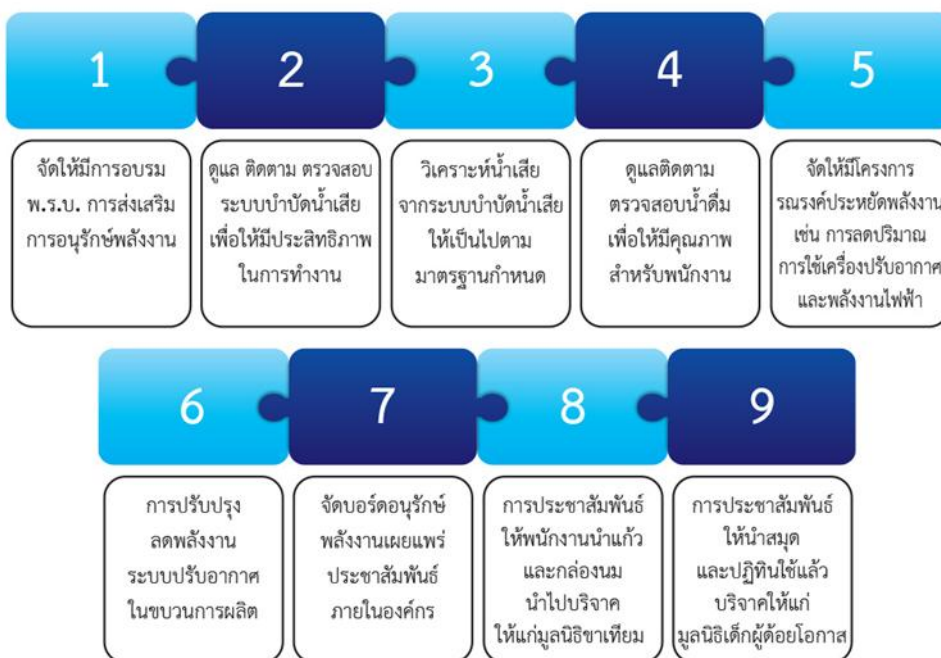 1
2
3
4
5
จัดให้มีการอบรม
พ.ร.บ. การส่งเสริม
การอนุรักษ์พลังงาน
ดูแล ติดตาม ตรวจสอบ
ระบบบำบัดน้ำเสีย
เพื่อให้มีประสิทธิภาพ
ในการทำงาน
วิเคราะห์น้ำเสีย
จากระบบบำบัดน้ำเสีย
ให้เป็นไปตาม
มาตรฐานกำหนด
ดูแลติดตาม
ตรวจสอบน้ำดื่ม
เพื่อให้มีคุณภาพ
สำหรับพนักงาน
จัดให้มีโครงการ
รณรงค์ประหยัดพลังงาน
เช่น การลดปริมาณ
การใช้เครื่องปรับอากาศ
และพลังงานไฟฟ้า
6
7
8
9
การปรับปรุง
ลดพลังงาน
ระบบปรับอากาศ
ในขบวนการผลิต
จัดบอร์ดอนุรักษ์
พลังงานเผยแพร่
ประชาสัมพันธ์
ภายในองค์กร
การประชาสัมพันธ์
ให้พนักงานนำแก้ว
และกล่องนม
นำไปบริจาค
ให้แก่มูลนิธิขาเทียม
การประชาสัมพันธ์
ให้นำสมุด
และปฏิทินใช้แล้ว
บริจาคให้แก่
มูลนิธิเด็กผู้ด้อยโอกาส